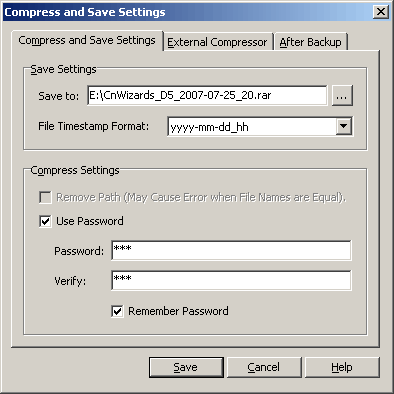 Compress and Save Settings
Compress and Save Settings External Compressor After Backup
Save Settings
Save to: E:\CnWizards_D5_2007-07-25_20.rar ...
File Timestamp Format: yyyy-mm-dd_hh
Compress Settings
Remove Path (May Cause Error when File Names are Equal).
Use Password
Password: ***
Verify: ***
Remember Password
Save Cancel Help